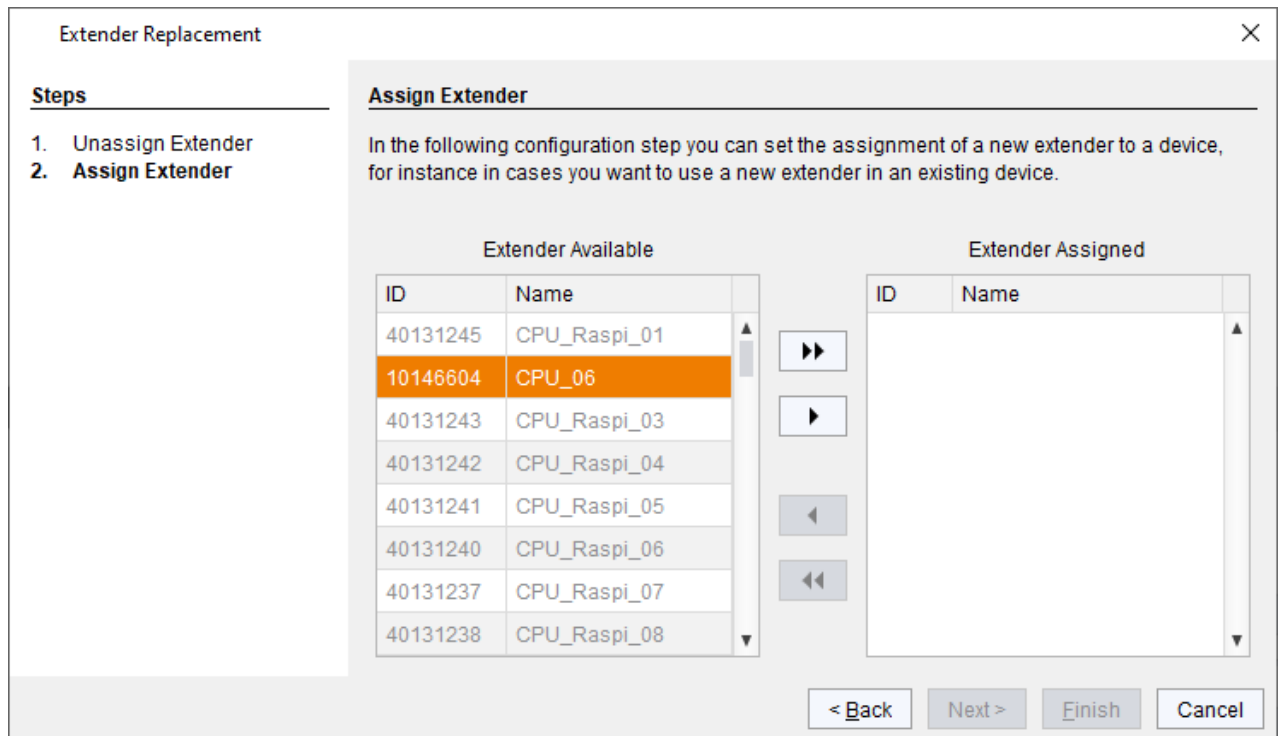 Extender Replacement
Steps
1. Unassign Extender
2. Assign Extender
Assign Extender
In the following configuration step you can set the assignment of a new extender to a device,
for instance in cases you want to use a new extender in an existing device.
Extender Available
ID Name
40131245 CPU_Raspi_01
10146604 CPU_06
40131243 CPU_Raspi_03
40131242 CPU_Raspi_04
40131241 CPU_Raspi_05
40131240 CPU_Raspi_06
40131237 CPU_Raspi_07
40131238 CPU_Raspi_08
Extender Assigned
ID Name
< Back Next > Finish Cancel